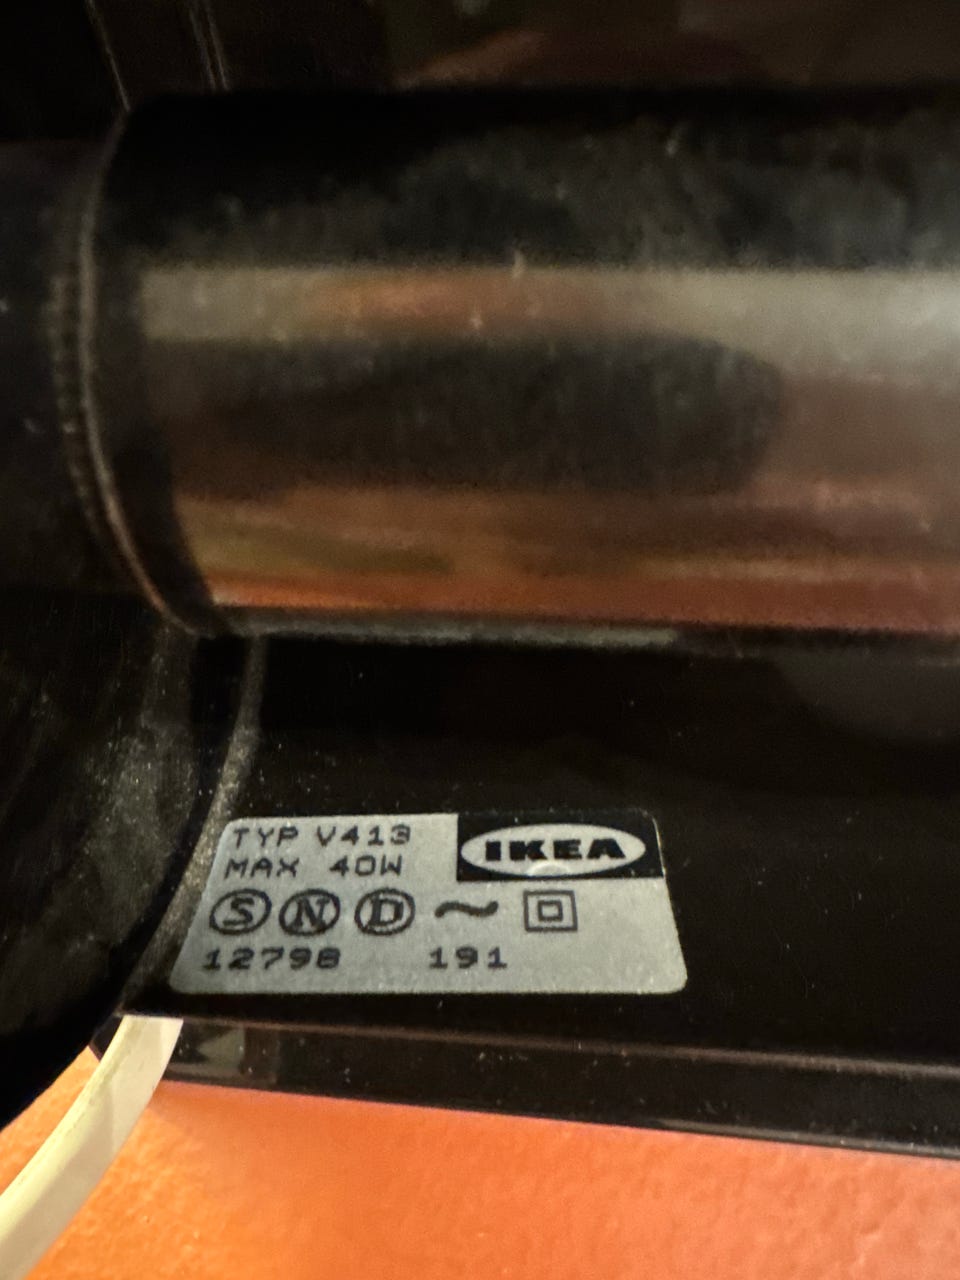 TYP V413
IKEA
MAX 40W
S N D ~
12798 191